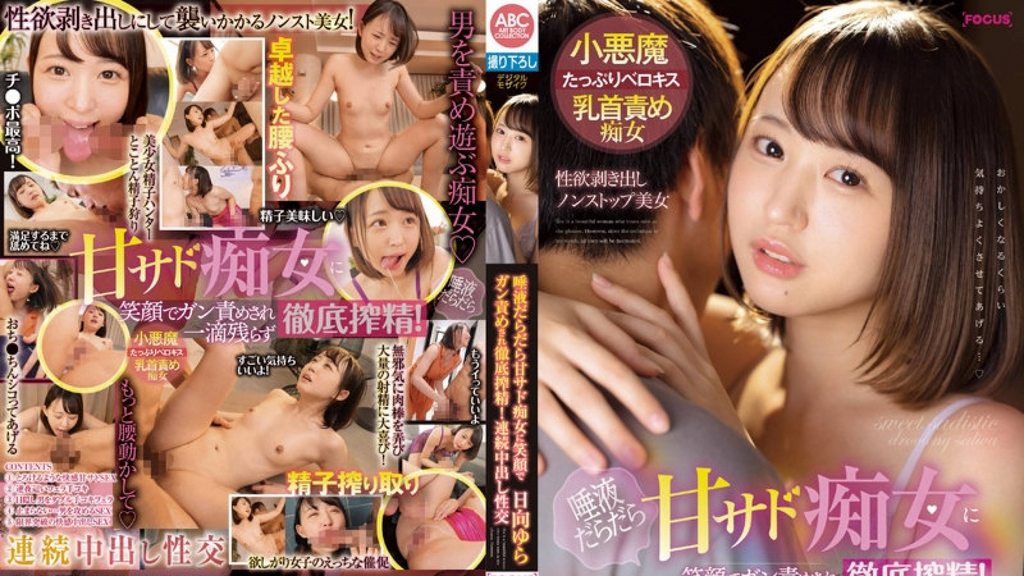 性欲剥き出しにして襲いかかるノンスト美女!
チ●ポ最高!
美少女精子ハンター
とことん精子狩り
卓越した腰ふり
男を責め遊ぶ痴女♡
満足するまで
舐めてね♡
精子美味しい♡
甘サド痴女に
唾液
だらだら
笑顔でガン責めされ
一滴残らず
徹底搾精!
小悪魔
たっぷりベロキス
乳首責め
痴女
おち●ちんシコってあげる
すごい気持ち
いいよ!
もっと腰動かして♡
無邪気に肉棒を弄び
大量の射精に大喜び!
もうイっていいよ
精子搾り取り
CONTENTS
連続中出し性交
欲しがり女子のえっちな催促
ABC
ART BODY
COLLECTION
撮り下ろし
デジタル
モザイク
唾液だらだら甘サド痴女に笑顔で
ガン責めされ徹底搾精!連続中出し性交
日向ゆら
[FOCUS]
小悪魔
たっぷりベロキス
乳首責め
痴女
性欲剥き出し
ノンストップ美女
おかしくなるくらい
気持ちよくさせてあげる…♡
sweet sadistic
drooling saliva
唾液
だらだら
甘サド痴女に
徹底搾精!